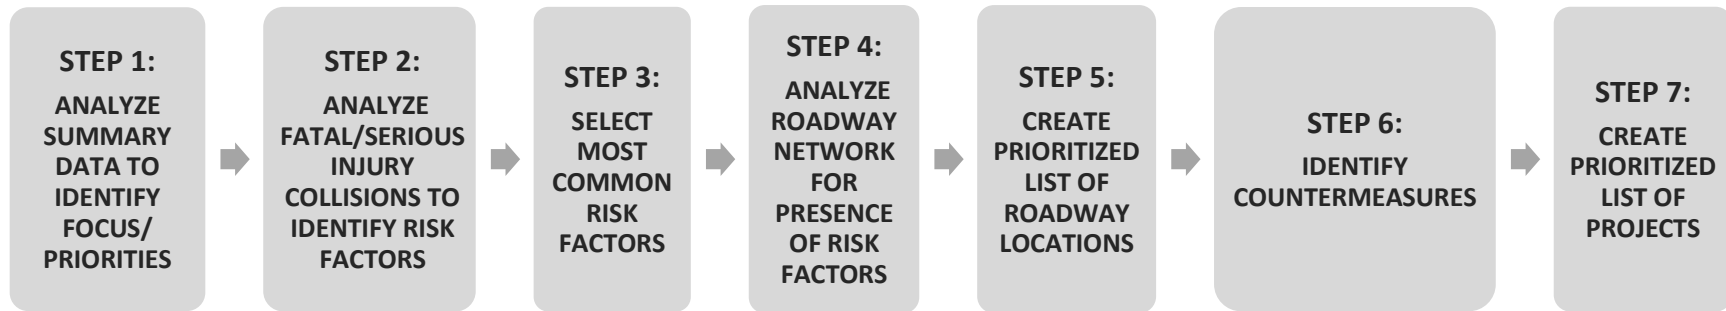 STEP 1:
ANALYZE
SUMMARY
DATA TO
IDENTIFY
FOCUS/
PRIORITIES
STEP 2:
ANALYZE
FATAL/SERIOUS
INJURY
COLLISIONS TO
IDENTIFY RISK
FACTORS
STEP 3:
SELECT
MOST
COMMON
RISK
FACTORS
STEP 4:
ANALYZE
ROADWAY
NETWORK
FOR
PRESENCE
OF RISK
FACTORS
STEP 5:
CREATE
PRIORITIZED
LIST OF
ROADWAY
LOCATIONS
STEP 6:
IDENTIFY
COUNTERMEASURES
STEP 7:
CREATE
PRIORITIZED
LIST OF
PROJECTS